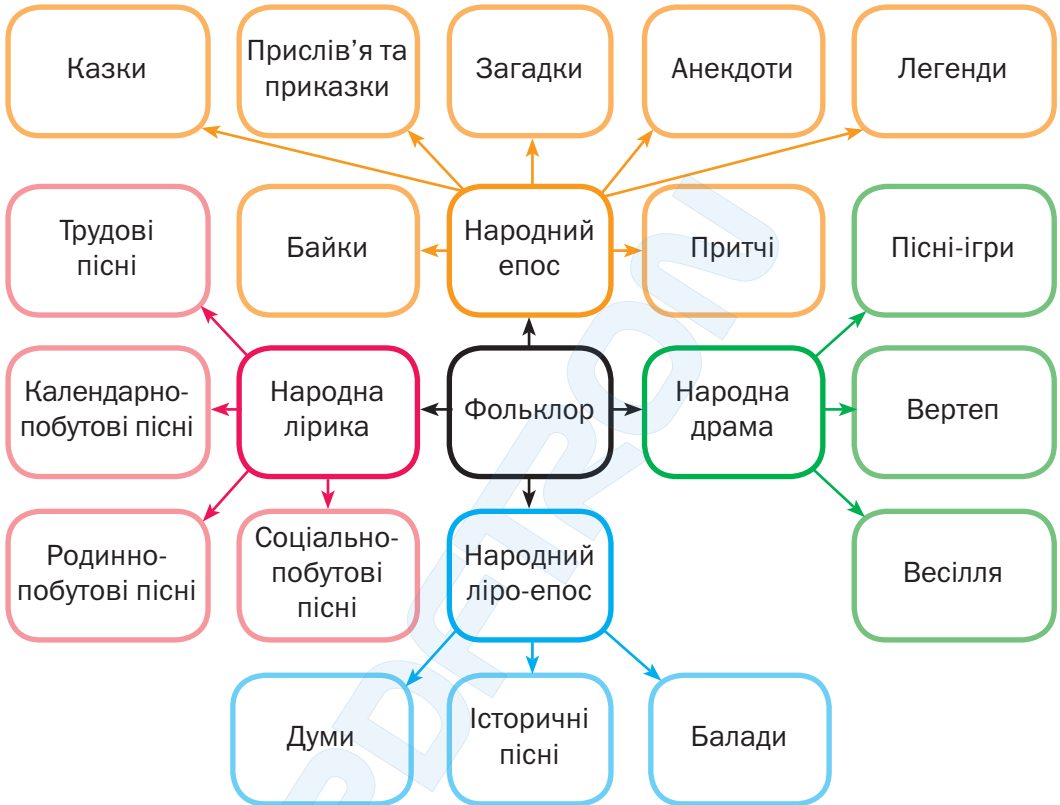 Казки
Прислів’я та
приказки
Загадки
Анекдоти
Легенди
Трудові
пісні
Байки
Народний
епос
Притчі
Пісні-ігри
Календарно-
побутові пісні
Народна
лірика
Фольклор
Народна
драма
Вертеп
Родинно-
побутові пісні
Соціально-
побутові
пісні
Народний
ліро-епос
Весілля
Думи
Історичні
пісні
Балади
PDFTRON